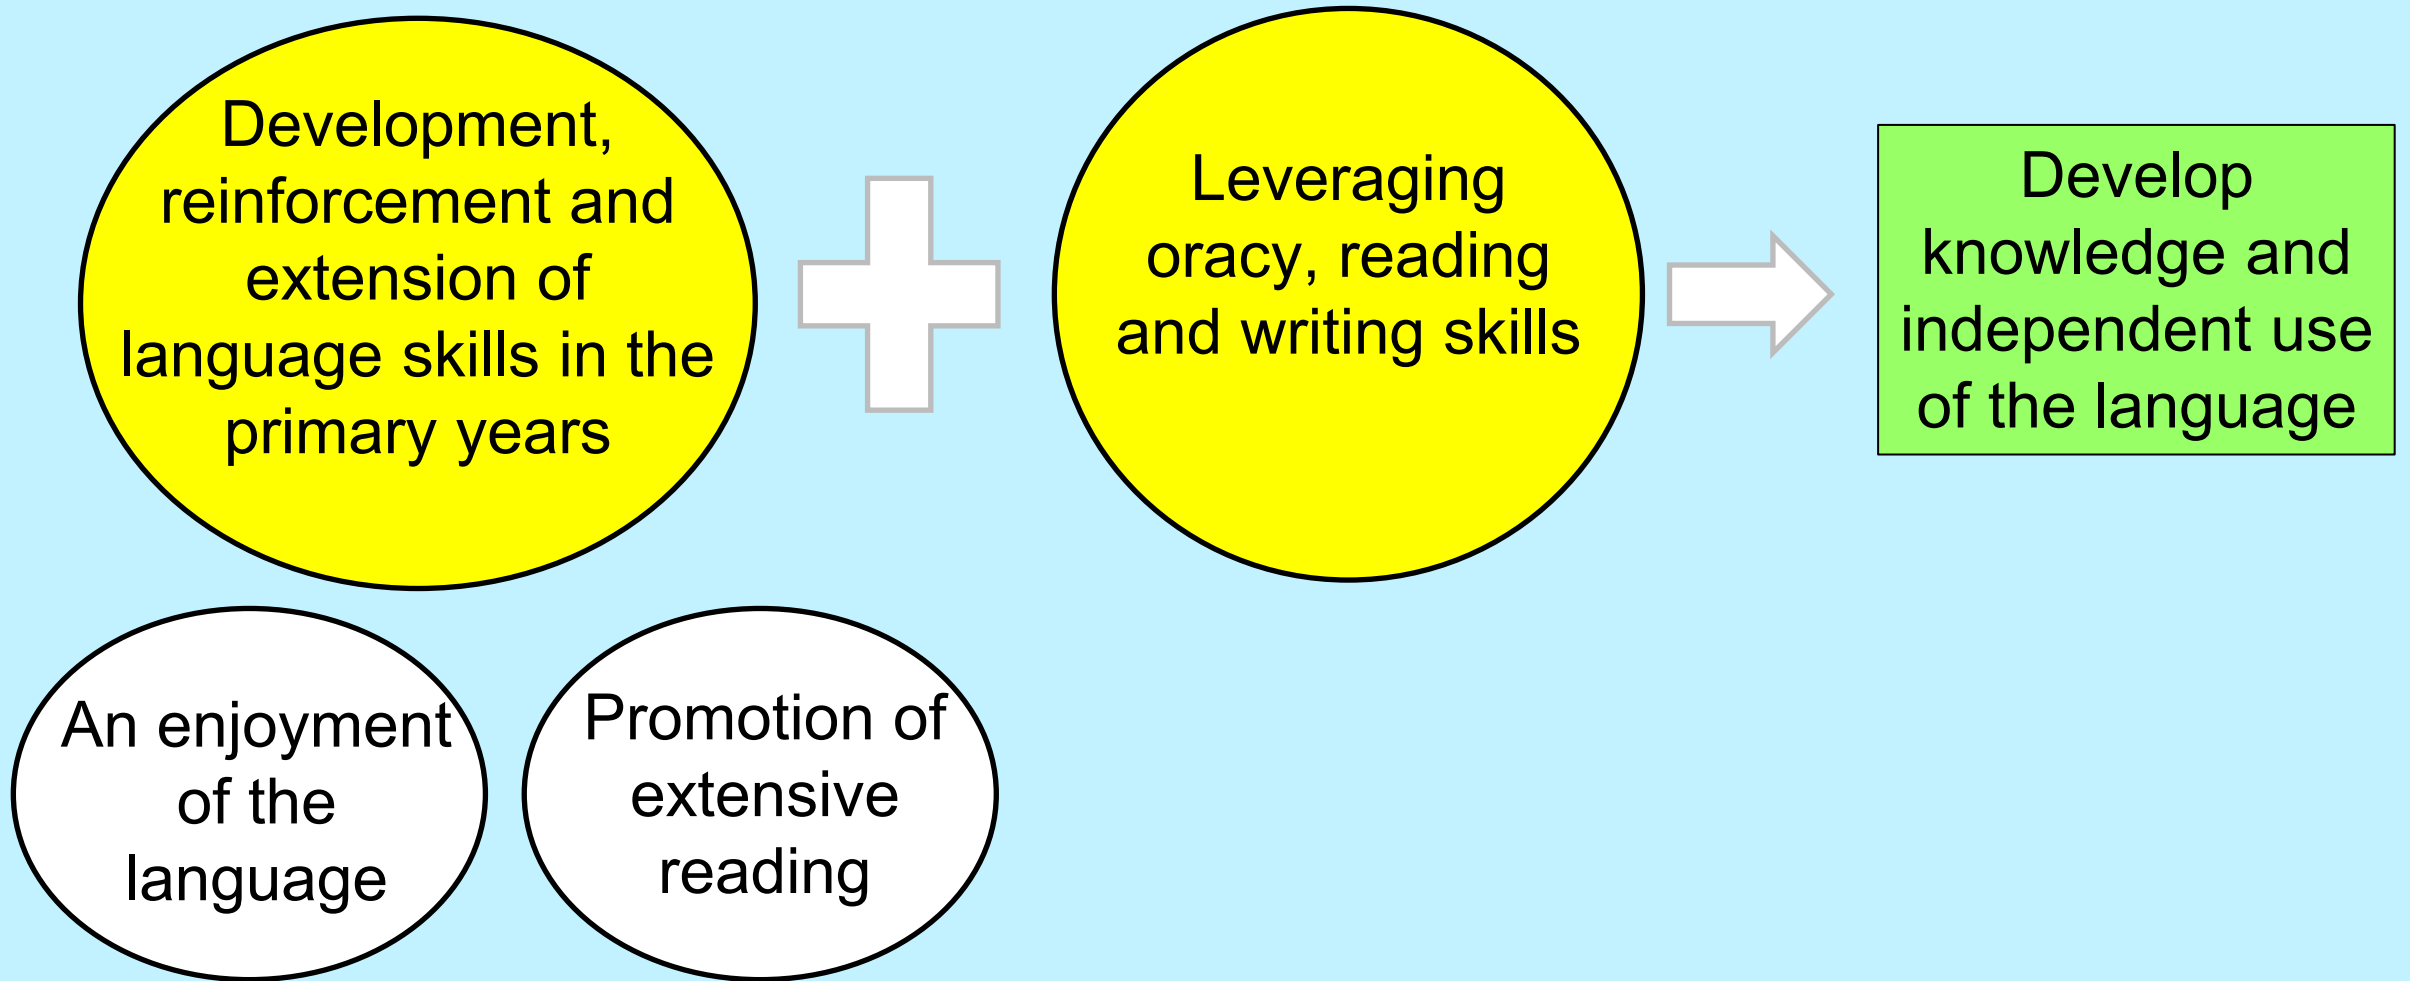 Development,
reinforcement and
extension of
language skills in the
primary years
Leveraging
oracy, reading
and writing skills
Develop
knowledge and
independent use
of the language
An enjoyment
of the
language
Promotion of
extensive
reading